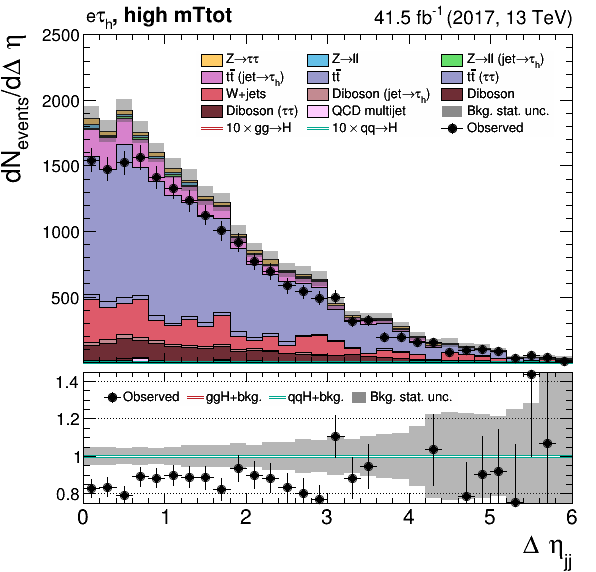 eτh, high mTtot 41.5 fb⁻¹ (2017, 13 TeV)
dNevents/dΔ η
2500
2000
1500
1000
500
Z→ττ Z→ll Z→ll (jet→τh)
tt̄ (jet→τh) tt̄ tt̄ (ττ)
W+jets Diboson (jet→τh) Diboson
Diboson (ττ) QCD multijet Bkg. stat. unc.
10 × gg→H 10 × qq→H Observed
1.4
1.2
1
0.8
Observed ggH+bkg. qqH+bkg. Bkg. stat. unc.
0 1 2 3 4 5 6
Δ ηjj